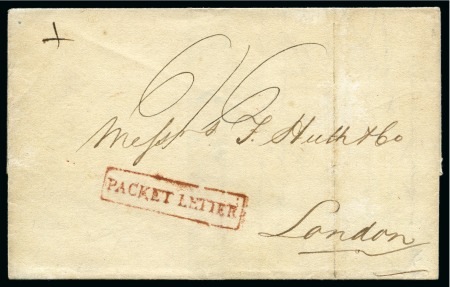 +
6/6
Messrs F. Huth & Co
PACKET LETTER
London